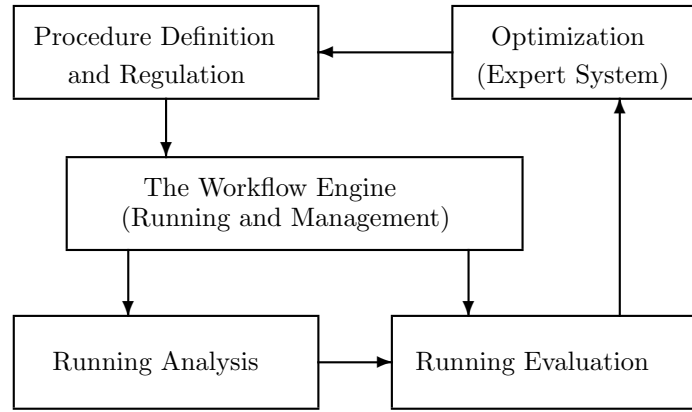 Procedure Definition
and Regulation
Optimization
(Expert System)
The Workflow Engine
(Running and Management)
Running Analysis
Running Evaluation